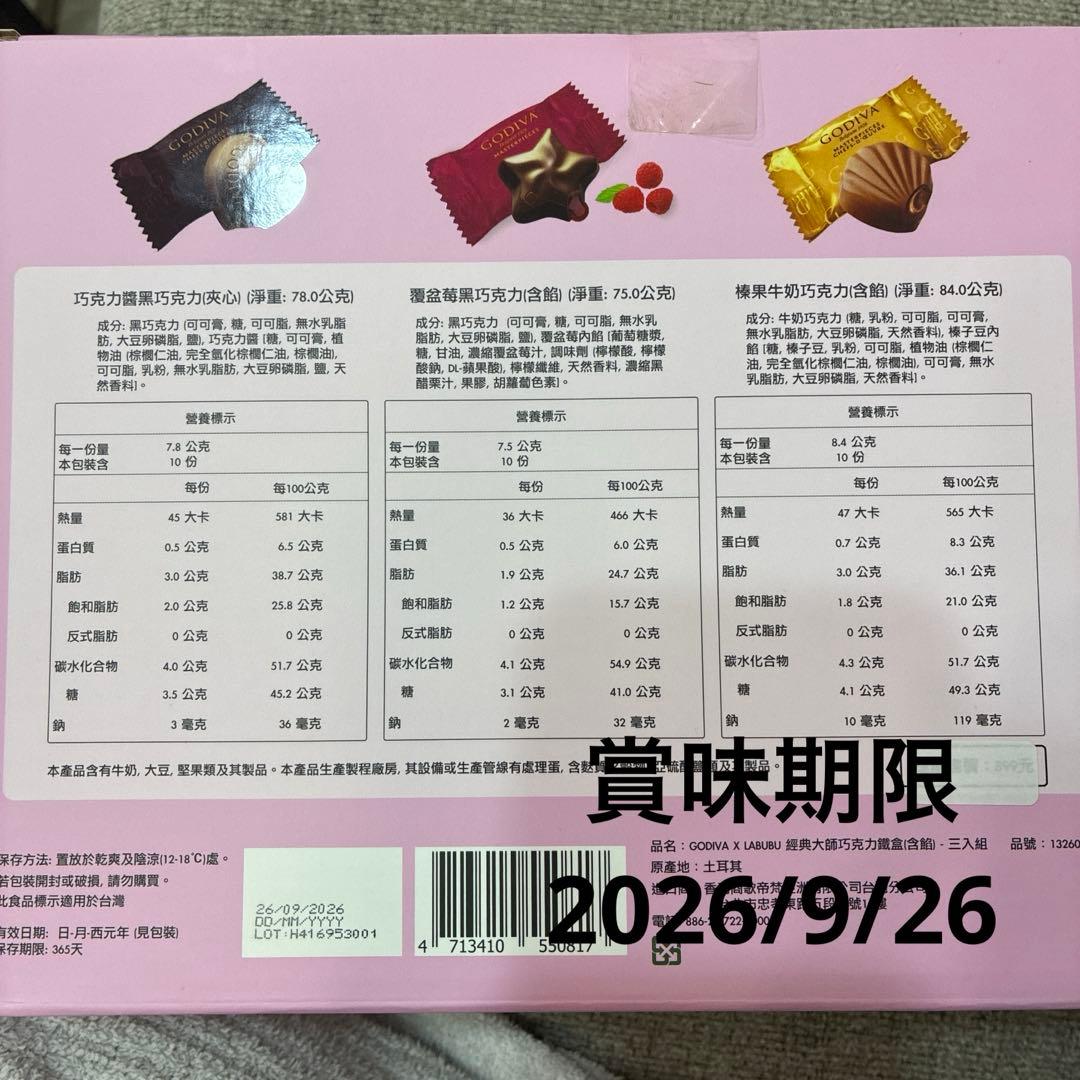 GODIVA
MASTERPIECES
CHEFS-D'ŒUVRE
GODIVA
Belgium 1926
MASTERPIECES
GODIVA
Belgium 1926
MASTERPIECES
CHEFS-D'ŒUVRE
巧克力醬黑巧克力(夾心) (淨重: 78.0公克)
成分: 黑巧克力 (可可膏, 糖, 可可脂, 無水乳脂
肪, 大豆卵磷脂, 鹽), 巧克力醬 [糖, 可可膏, 植
物油 (棕櫚仁油, 完全氫化棕櫚仁油, 棕櫚油),
可可脂, 乳粉, 無水乳脂肪, 大豆卵磷脂, 鹽, 天
然香料]。
營養標示
每一份量 7.8 公克
本包裝含 10 份
每份 每100公克
熱量 45 大卡 581 大卡
蛋白質 0.5 公克 6.5 公克
脂肪 3.0 公克 38.7 公克
飽和脂肪 2.0 公克 25.8 公克
反式脂肪 0 公克 0 公克
碳水化合物 4.0 公克 51.7 公克
糖 3.5 公克 45.2 公克
鈉 3 毫克 36 毫克
覆盆莓黑巧克力(含餡) (淨重: 75.0公克)
成分: 黑巧克力 (可可膏, 糖, 可可脂, 無水乳
脂肪, 大豆卵磷脂, 鹽), 覆盆莓內餡 [葡萄糖漿,
糖, 甘油, 濃縮覆盆莓汁, 調味劑 (檸檬酸, 檸檬
酸鈉, DL-蘋果酸), 檸檬纖維, 天然香料, 濃縮黑
醋栗汁, 果膠, 胡蘿蔔色素]。
營養標示
每一份量 7.5 公克
本包裝含 10 份
每份 每100公克
熱量 36 大卡 466 大卡
蛋白質 0.5 公克 6.0 公克
脂肪 1.9 公克 24.7 公克
飽和脂肪 1.2 公克 15.7 公克
反式脂肪 0 公克 0 公克
碳水化合物 4.1 公克 54.9 公克
糖 3.1 公克 41.0 公克
鈉 2 毫克 32 毫克
榛果牛奶巧克力(含餡) (淨重: 84.0公克)
成分: 牛奶巧克力 (糖, 乳粉, 可可脂, 可可膏,
無水乳脂肪, 大豆卵磷脂, 天然香料), 榛子豆內
餡 [糖, 榛子豆, 乳粉, 可可脂, 植物油 (棕櫚仁
油, 完全氫化棕櫚仁油, 棕櫚油), 可可膏, 無水
乳脂肪, 大豆卵磷脂, 天然香料]。
營養標示
每一份量 8.4 公克
本包裝含 10 份
每份 每100公克
熱量 47 大卡 565 大卡
蛋白質 0.7 公克 8.3 公克
脂肪 3.0 公克 36.1 公克
飽和脂肪 1.8 公克 21.0 公克
反式脂肪 0 公克 0 公克
碳水化合物 4.3 公克 51.7 公克
糖 4.1 公克 49.3 公克
鈉 10 毫克 119 毫克
本產品含有牛奶, 大豆, 堅果類及其製品。本產品生產製程廠房, 其設備或生產管線有處理蛋, 含麩質 亞硫酸鹽類及其製品。
賞味期限
2026/9/26
保存方法: 置放於乾爽及陰涼(12-18℃)處。
若包裝開封或破損, 請勿購買。
此食品標示適用於台灣
有效日期: 日-月-西元年 (見包裝)
保存期限: 365天
26/09/2026
DD/MM/YYYY
LOT:H416953001
4 713410 550817
品名: GODIVA X LABUBU 經典大師巧克力鐵盒(含餡) - 三入組 品號: 13260
原產地: 土耳其